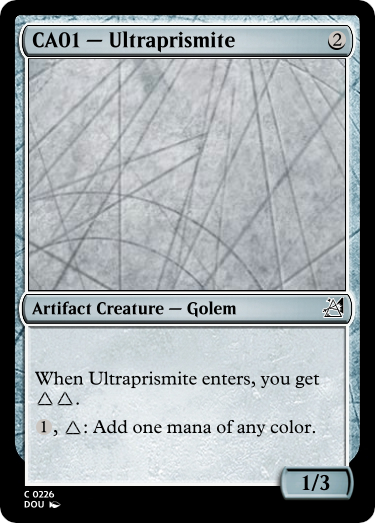 CA01 — Ultraprismite 2
Artifact Creature — Golem
When Ultraprismite enters, you get
△ △.
1, △: Add one mana of any color.
1/3
C 0226
DOU